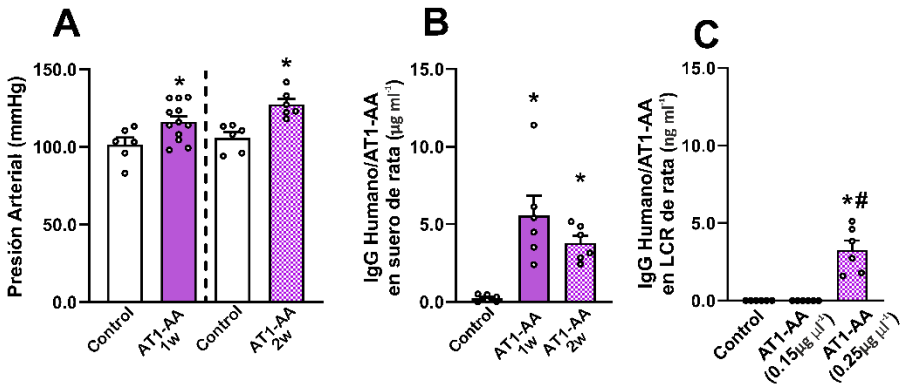 A
Presión Arterial (mmHg)
150.0
100.0
50.0
0.0
*
*
Control
AT1-AA
1w
Control
AT1-AA
2w
B
IgG Humano/AT1-AA
en suero de rata (μg ml⁻¹)
15.0
10.0
5.0
0.0
*
*
Control
AT1-AA
1w
AT1-AA
2w
C
IgG Humano/AT1-AA
en LCR de rata (ng ml⁻¹)
15.0
10.0
5.0
0.0
*#
Control
AT1-AA
(0.15μg μl⁻¹)
AT1-AA
(0.25μg μl⁻¹)